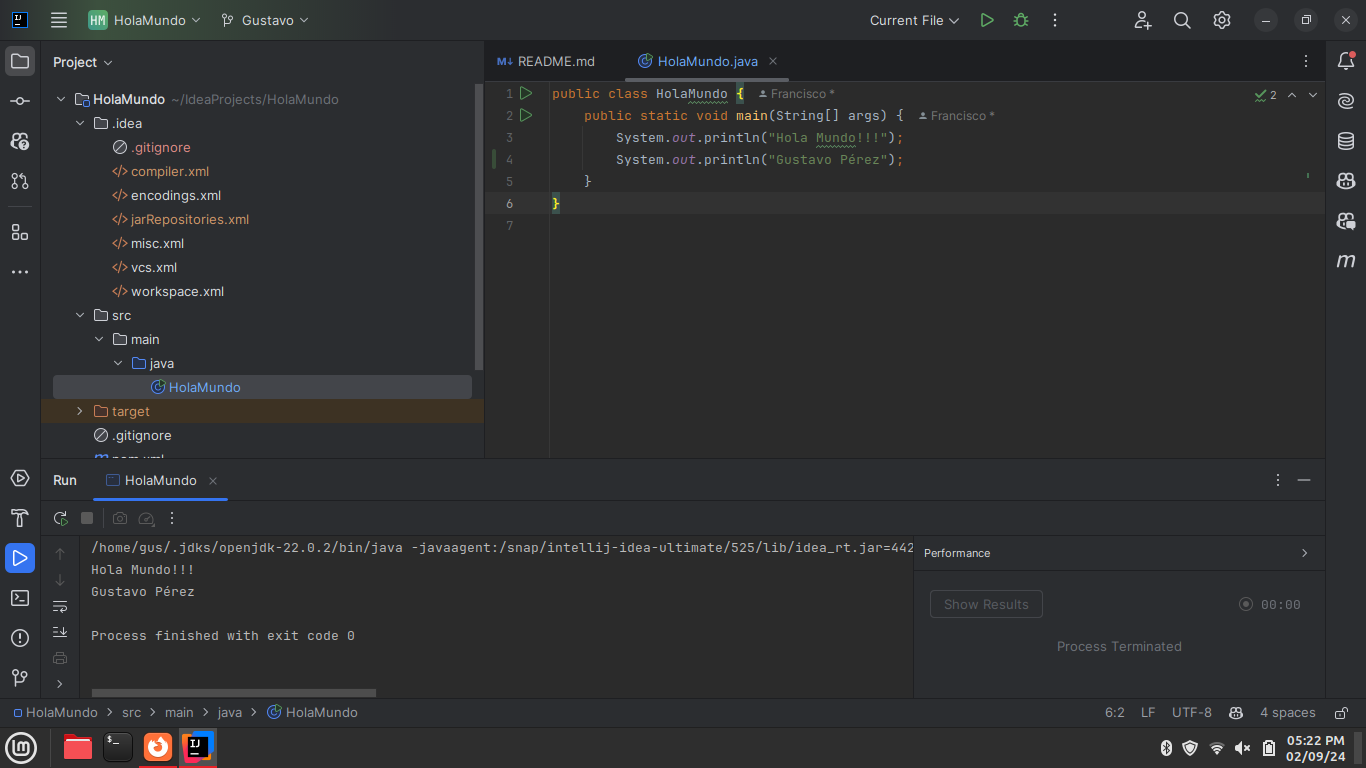 HM HolaMundo Gustavo Current File
Project
README.md HolaMundo.java
HolaMundo ~/IdeaProjects/HolaMundo
.idea
.gitignore
compiler.xml
encodings.xml
jarRepositories.xml
misc.xml
vcs.xml
workspace.xml
src
main
java
HolaMundo
target
.gitignore
pom.xml
1 public class HolaMundo { Francisco *
2 public static void main(String[] args) { Francisco *
3 System.out.println("Hola Mundo!!!");
4 System.out.println("Gustavo Pérez");
5 }
6 }
7
2
Run HolaMundo
/home/gus/.jdks/openjdk-22.0.2/bin/java -javaagent:/snap/intellij-idea-ultimate/525/lib/idea_rt.jar=442
Hola Mundo!!!
Gustavo Pérez
Process finished with exit code 0
Performance
Show Results 00:00
Process Terminated
HolaMundo > src > main > java > HolaMundo 6:2 LF UTF-8 4 spaces
05:22 PM
02/09/24